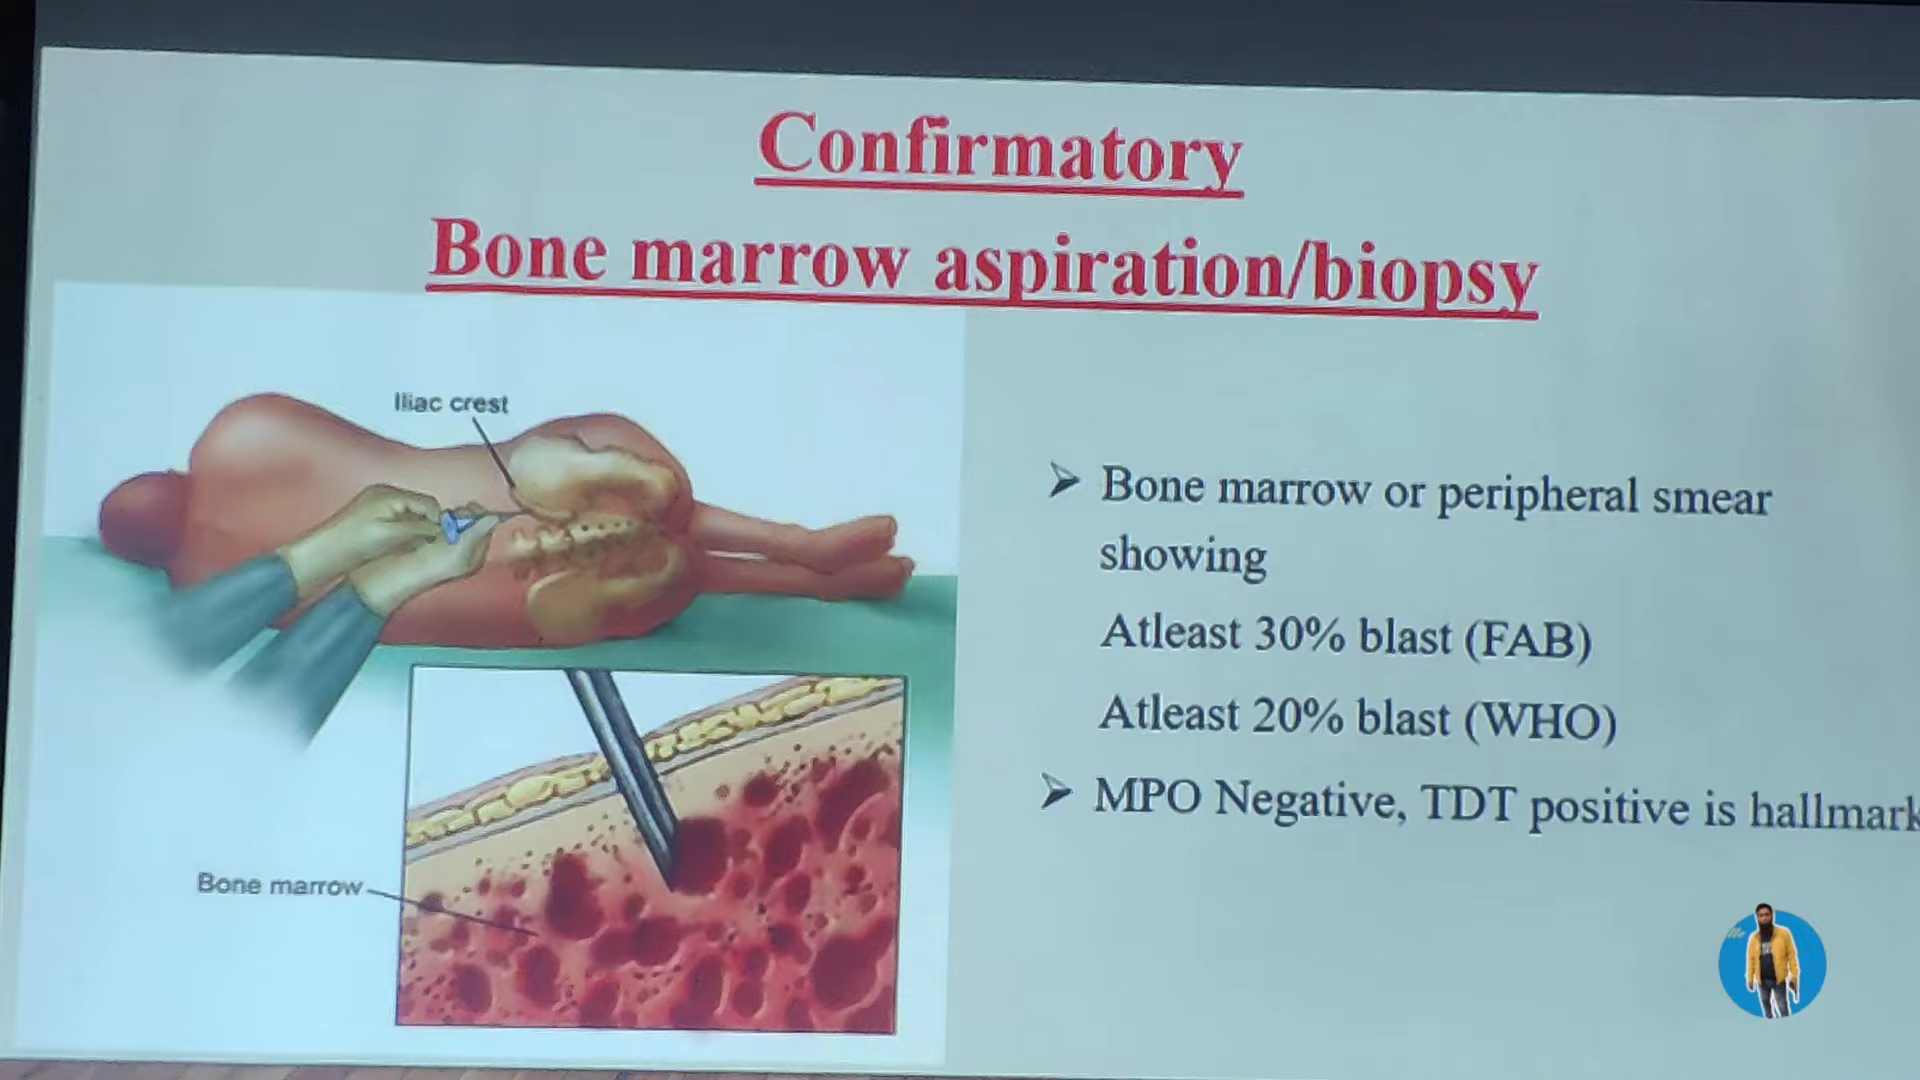 Confirmatory
Bone marrow aspiration/biopsy
Iliac crest
Bone marrow
➢ Bone marrow or peripheral smear
showing
Atleast 30% blast (FAB)
Atleast 20% blast (WHO)
➢ MPO Negative, TDT positive is hallmark